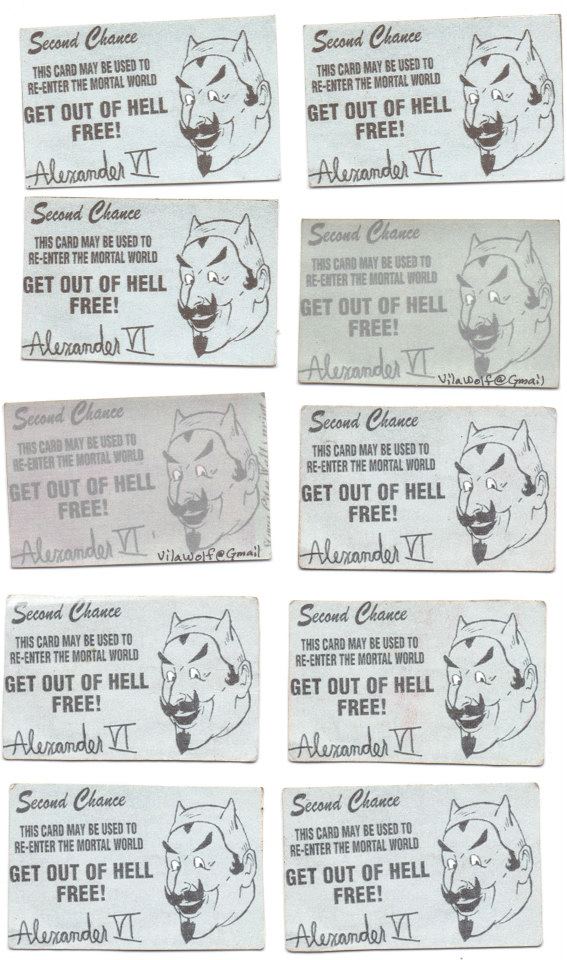 Second Chance
THIS CARD MAY BE USED TO
RE-ENTER THE MORTAL WORLD
GET OUT OF HELL
FREE!
Alexander VI
Second Chance
THIS CARD MAY BE USED TO
RE-ENTER THE MORTAL WORLD
GET OUT OF HELL
FREE!
Alexander VI
Second Chance
THIS CARD MAY BE USED TO
RE-ENTER THE MORTAL WORLD
GET OUT OF HELL
FREE!
Alexander VI
Second Chance
THIS CARD MAY BE USED TO
RE-ENTER THE MORTAL WORLD
GET OUT OF HELL
FREE!
Alexander VI
VilaWolf@Gmail
Second Chance
THIS CARD MAY BE USED TO
RE-ENTER THE MORTAL WORLD
GET OUT OF HELL
FREE!
Alexander VI
VilaWolf@Gmail
Second Chance
THIS CARD MAY BE USED TO
RE-ENTER THE MORTAL WORLD
GET OUT OF HELL
FREE!
Alexander VI
Second Chance
THIS CARD MAY BE USED TO
RE-ENTER THE MORTAL WORLD
GET OUT OF HELL
FREE!
Alexander VI
Second Chance
THIS CARD MAY BE USED TO
RE-ENTER THE MORTAL WORLD
GET OUT OF HELL
FREE!
Alexander VI
Second Chance
THIS CARD MAY BE USED TO
RE-ENTER THE MORTAL WORLD
GET OUT OF HELL
FREE!
Alexander VI
Second Chance
THIS CARD MAY BE USED TO
RE-ENTER THE MORTAL WORLD
GET OUT OF HELL
FREE!
Alexander VI